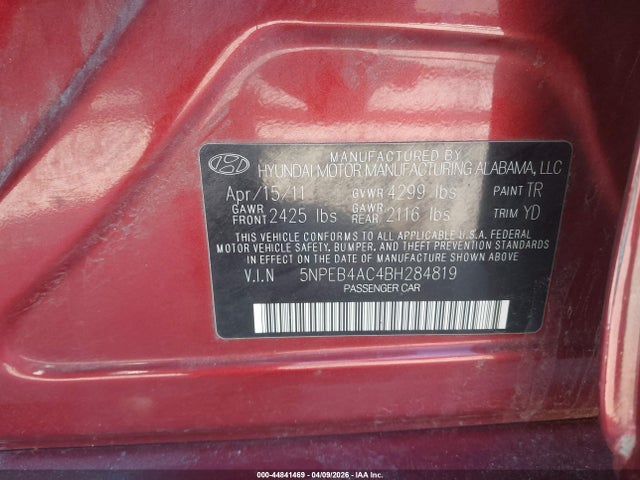 MANUFACTURED BY
HYUNDAI MOTOR MANUFACTURING ALABAMA, LLC
Apr/15/11 GVWR 4299 lbs PAINT TR
GAWR FRONT 2425 lbs GAWR REAR 2116 lbs TRIM YD
THIS VEHICLE CONFORMS TO ALL APPLICABLE U.S.A. FEDERAL
MOTOR VEHICLE SAFETY, BUMPER, AND THEFT PREVENTION STANDARDS
IN EFFECT ON THE DATE OF MANUFACTURE SHOWN ABOVE.
V.I.N 5NPEB4AC4BH284819
PASSENGER CAR
000-44841469 - 04/09/2026 - IAA Inc.